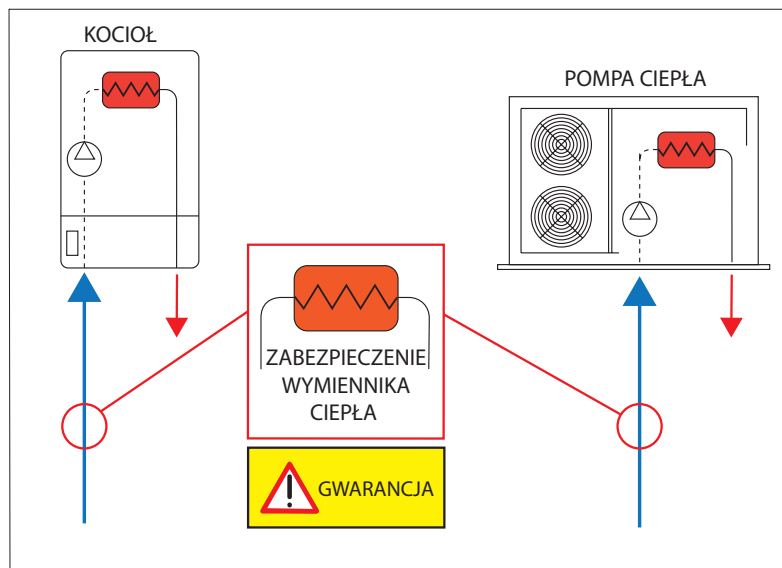 KOCIOŁ
POMPA CIEPŁA
ZABEZPIECZENIE
WYMIENNIKA
CIEPŁA
GWARANCJA